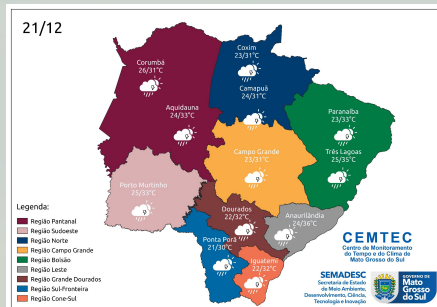 21/12
Coxim
23/31°C
Corumbá
26/31°C
Camapuã
24/31°C
Aquidauna
24/33°C
Paranaíba
23/33°C
Três Lagoas
25/35°C
Campo Grande
23/31°C
Porto Murtinho
25/33°C
Dourados
22/32°C
Anaurilândia
24/36°C
Ponta Porã
21/30°C
Iguatemi
22/32°C
Legenda:
Região Pantanal
Região Sudoeste
Região Norte
Região Campo Grande
Região Bolsão
Região Leste
Região Grande Dourados
Região Sul-Fronteira
Região Cone-Sul
CEMTEC
Centro de Monitoramento
do Tempo e do Clima de
Mato Grosso do Sul
SEMADESC
Secretaria de Estado
de Meio Ambiente,
Desenvolvimento, Ciência,
Tecnologia e Inovação
GOVERNO DE
Mato
Grosso
do Sul